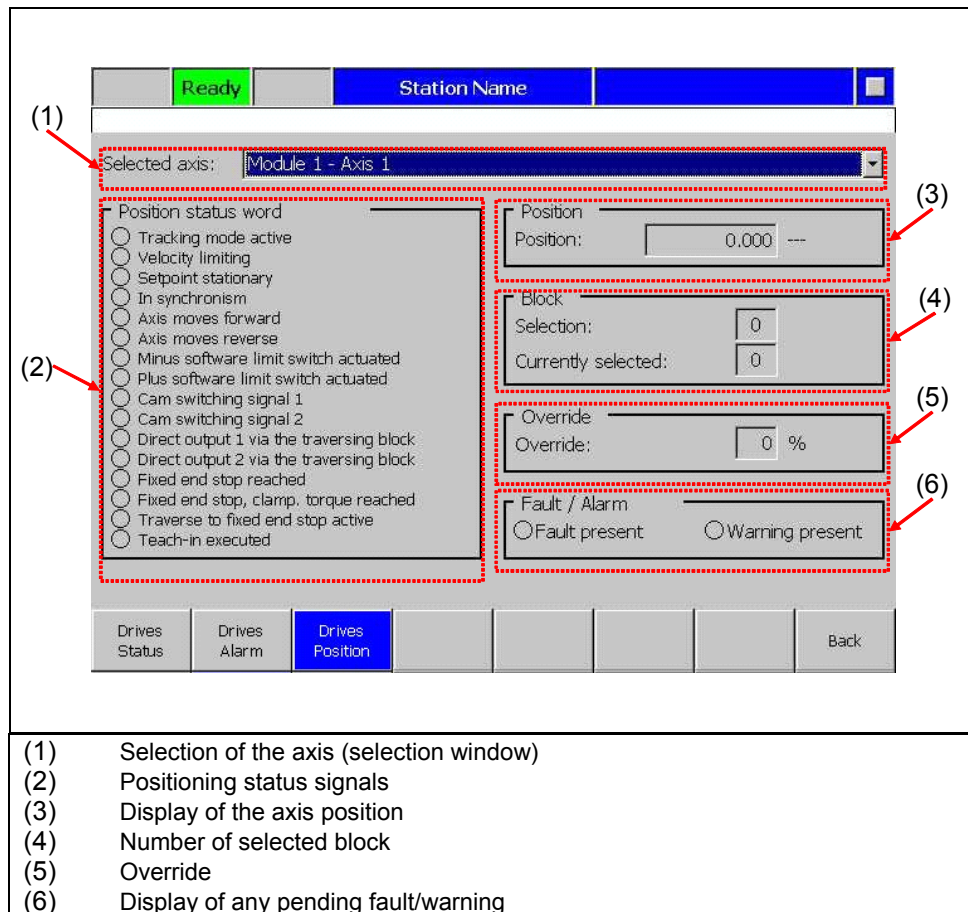 Ready Station Name
(1)
Selected axis: Module 1 - Axis 1
(2)
Position status word
Tracking mode active
Velocity limiting
Setpoint stationary
In synchronism
Axis moves forward
Axis moves reverse
Minus software limit switch actuated
Plus software limit switch actuated
Cam switching signal 1
Cam switching signal 2
Direct output 1 via the traversing block
Direct output 2 via the traversing block
Fixed end stop reached
Fixed end stop, clamp. torque reached
Traverse to fixed end stop active
Teach-in executed
(3)
Position
Position: 0.000 ---
(4)
Block
Selection: 0
Currently selected: 0
(5)
Override
Override: 0 %
(6)
Fault / Alarm
Fault present Warning present
Drives Status
Drives Alarm
Drives Position
Back
(1) Selection of the axis (selection window)
(2) Positioning status signals
(3) Display of the axis position
(4) Number of selected block
(5) Override
(6) Display of any pending fault/warning